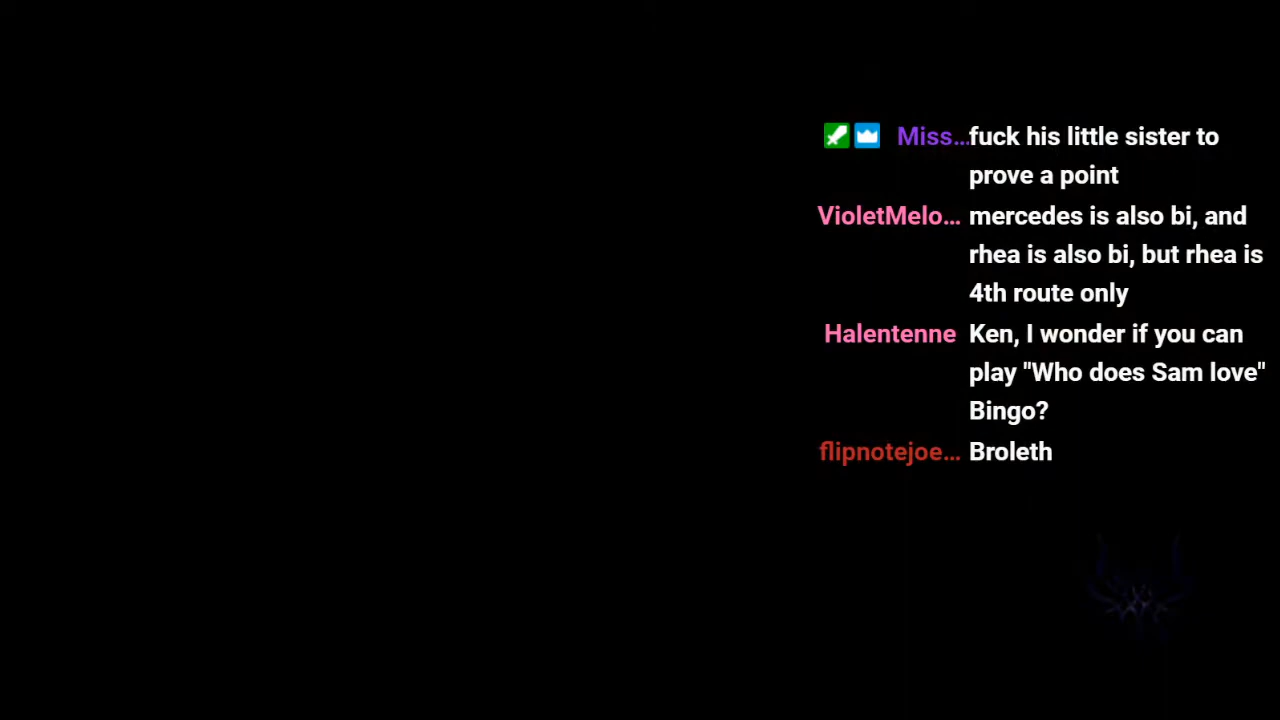 Miss… fuck his little sister to
prove a point
VioletMelo… mercedes is also bi, and
rhea is also bi, but rhea is
4th route only
Halentenne Ken, I wonder if you can
play "Who does Sam love"
Bingo?
flipnotejoe… Broleth